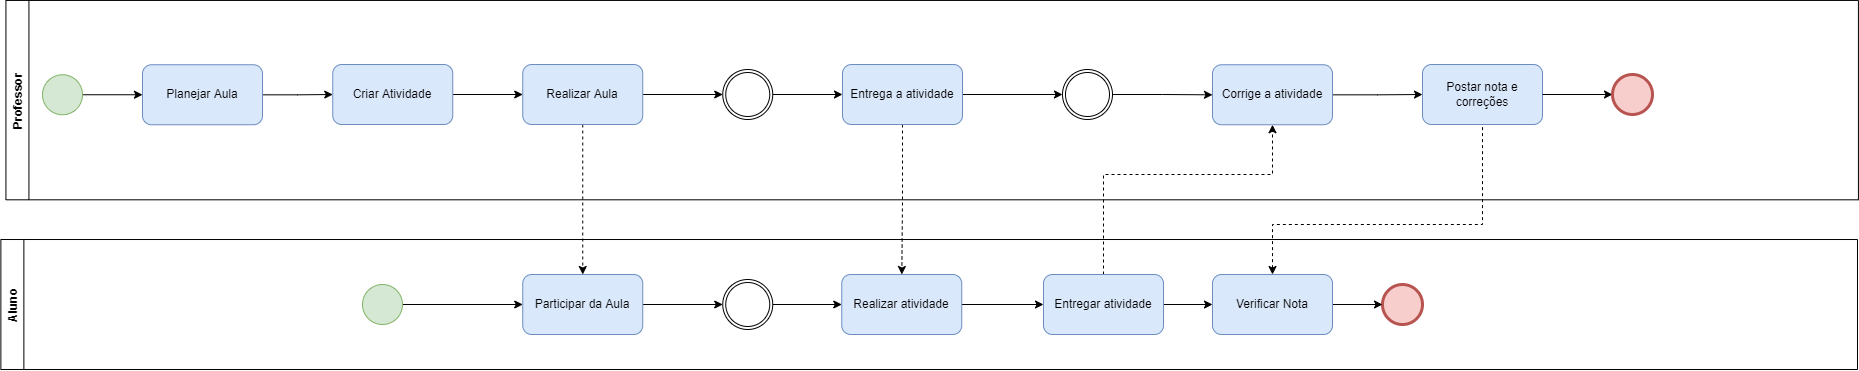 Professor
Planejar Aula
Criar Atividade
Realizar Aula
Entrega a atividade
Corrige a atividade
Postar nota e
correções
Aluno
Participar da Aula
Realizar atividade
Entregar atividade
Verificar Nota